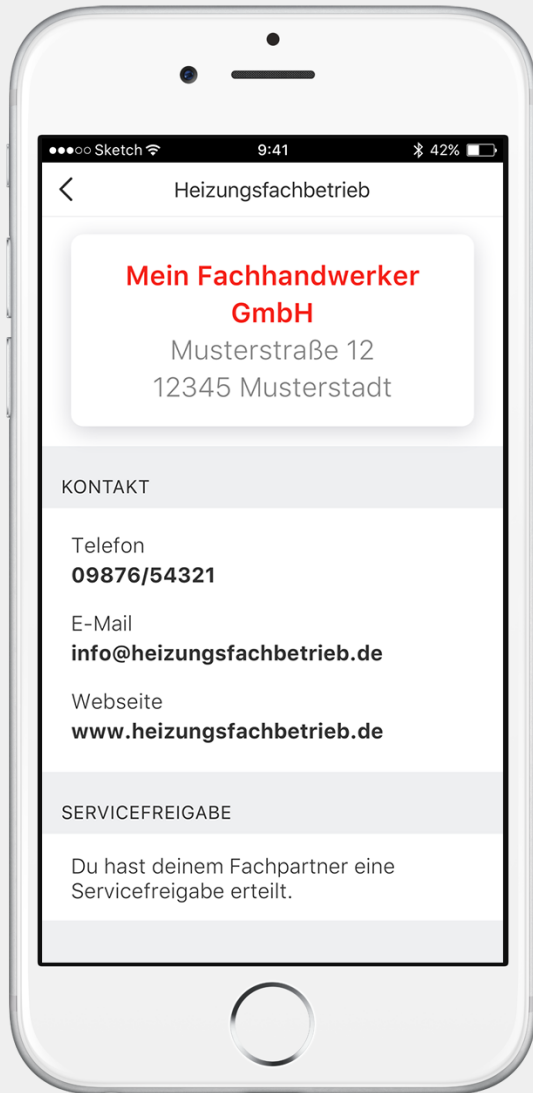 Sketch 9:41 42%
Heizungsfachbetrieb
Mein Fachhandwerker
GmbH
Musterstraße 12
12345 Musterstadt
KONTAKT
Telefon
09876/54321
E-Mail
info@heizungsfachbetrieb.de
Webseite
www.heizungsfachbetrieb.de
SERVICEFREIGABE
Du hast deinem Fachpartner eine
Servicefreigabe erteilt.